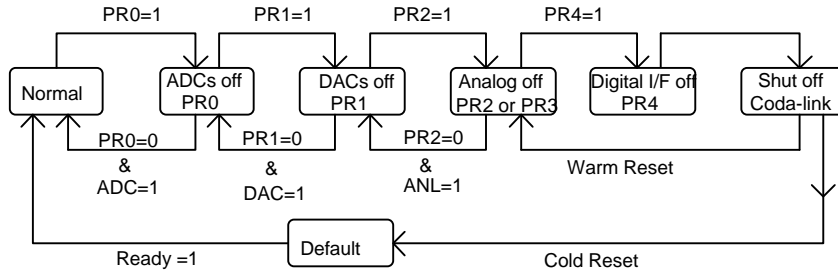 PR0=1
PR1=1
PR2=1
PR4=1
Normal
ADCs off
PR0
DACs off
PR1
Analog off
PR2 or PR3
Digital I/F off
PR4
Shut off
Coda-link
PR0=0
&
ADC=1
PR1=0
&
DAC=1
PR2=0
&
ANL=1
Warm Reset
Ready =1
Default
Cold Reset